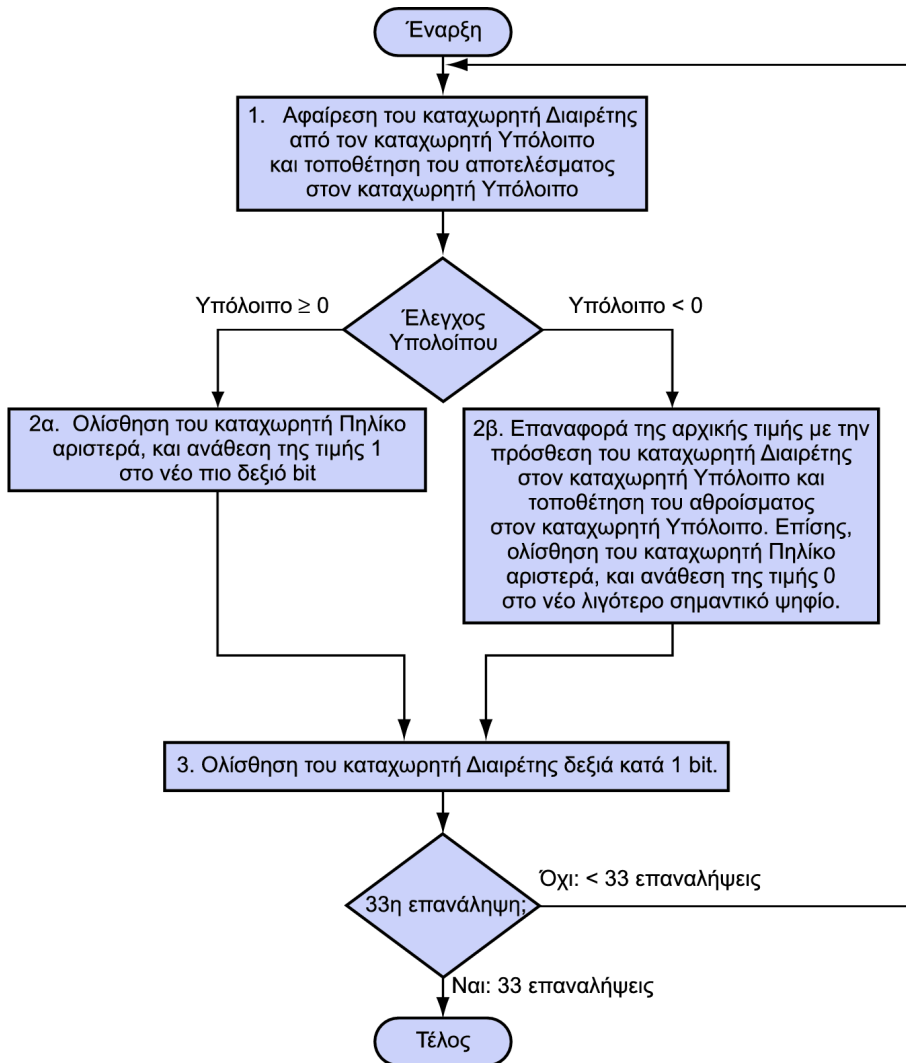 Έναρξη
1. Αφαίρεση του καταχωρητή Διαιρέτης
από τον καταχωρητή Υπόλοιπο
και τοποθέτηση του αποτελέσματος
στον καταχωρητή Υπόλοιπο
Υπόλοιπο ≥ 0
Υπόλοιπο < 0
Έλεγχος
Υπολοίπου
2α. Ολίσθηση του καταχωρητή Πηλίκο
αριστερά, και ανάθεση της τιμής 1
στο νέο πιο δεξιό bit
2β. Επαναφορά της αρχικής τιμής με την
πρόσθεση του καταχωρητή Διαιρέτης
στον καταχωρητή Υπόλοιπο και
τοποθέτηση του αθροίσματος
στον καταχωρητή Υπόλοιπο. Επίσης,
ολίσθηση του καταχωρητή Πηλίκο
αριστερά, και ανάθεση της τιμής 0
στο νέο λιγότερο σημαντικό ψηφίο.
3. Ολίσθηση του καταχωρητή Διαιρέτης δεξιά κατά 1 bit.
Όχι: < 33 επαναλήψεις
33η επανάληψη;
Ναι: 33 επαναλήψεις
Τέλος